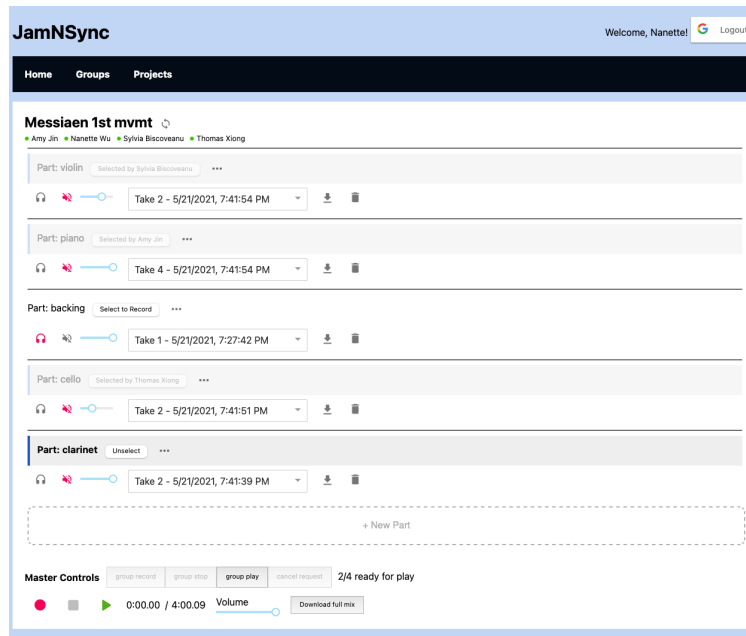 JamNSync
Welcome, Nanette! Logout
Home Groups Projects
Messiaen 1st mvmt
Amy Jin Nanette Wu Sylvia Biscoveanu Thomas Xiong
Part: violin Selected by Sylvia Biscoveanu
Take 2 - 5/21/2021, 7:41:54 PM
Part: piano Selected by Amy Jin
Take 4 - 5/21/2021, 7:41:54 PM
Part: backing Select to Record
Take 1 - 5/21/2021, 7:27:42 PM
Part: cello Selected by Thomas Xiong
Take 2 - 5/21/2021, 7:41:51 PM
Part: clarinet Unselect
Take 2 - 5/21/2021, 7:41:39 PM
+ New Part
Master Controls group record group stop group play cancel request 2/4 ready for play
0:00.00 / 4:00.09 Volume Download full mix